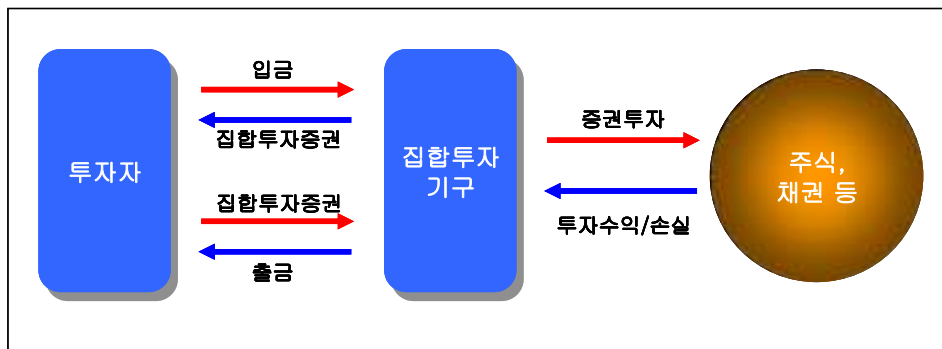 투자자
입금
집합투자증권
집합투자증권
출금
집합투자
기구
증권투자
투자수익/손실
주식,
채권 등